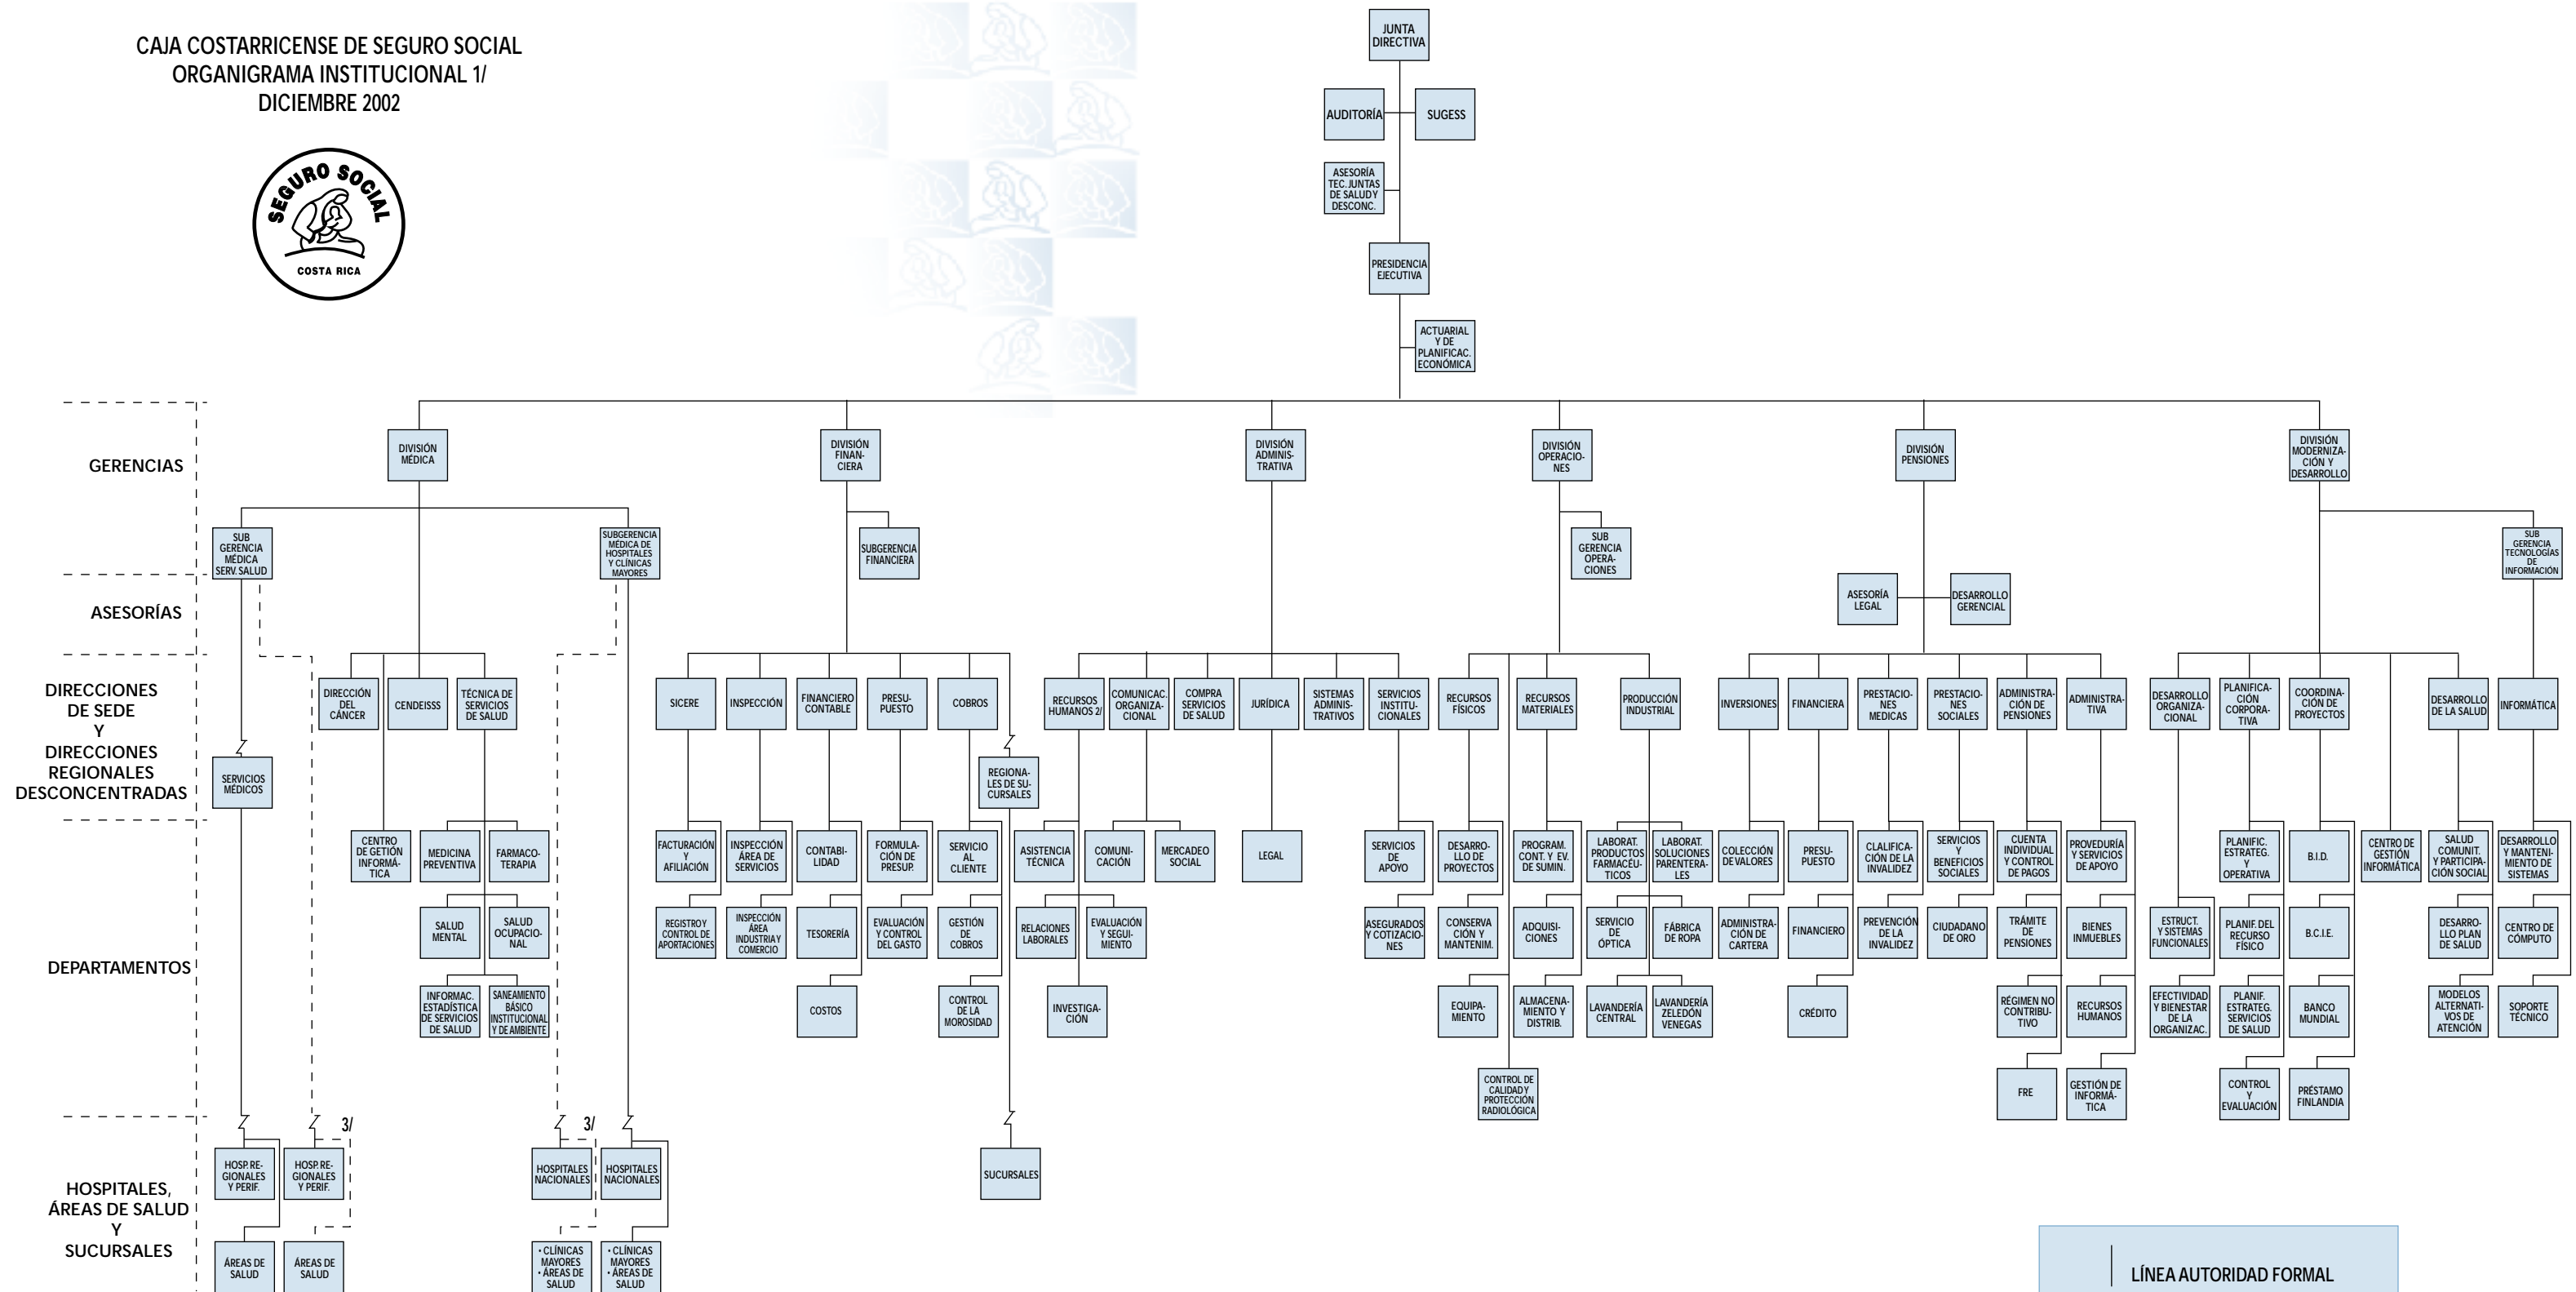 CAJA COSTARRICENSE DE SEGURO SOCIAL
ORGANIGRAMA INSTITUCIONAL 1/
DICIEMBRE 2002
SEGURO SOCIAL
COSTA RICA
JUNTA
DIRECTIVA
AUDITORÍA
SUGESS
ASESORÍA
TEC. JUNTAS
DE SALUD Y
DESCONC.
PRESIDENCIA
EJECUTIVA
ACTUARIAL
Y DE
PLANIFICAC.
ECONÓMICA
GERENCIAS
DIVISIÓN
MÉDICA
DIVISIÓN
FINAN-
CIERA
DIVISIÓN
ADMINIS-
TRATIVA
DIVISIÓN
OPERACIO-
NES
DIVISIÓN
PENSIONES
DIVISIÓN
MODERNIZA-
CIÓN Y
DESARROLLO
SUB
GERENCIA
MÉDICA
SERV. SALUD
SUBGERENCIA
MÉDICA DE
HOSPITALES
Y CLÍNICAS
MAYORES
SUBGERENCIA
FINANCIERA
SUB
GERENCIA
OPERA-
CIONES
SUB
GERENCIA
TECNOLOGÍAS
DE
INFORMACIÓN
ASESORÍAS
ASESORÍA
LEGAL
DESARROLLO
GERENCIAL
DIRECCIONES
DE SEDE
Y
DIRECCIONES
REGIONALES
DESCONCENTRADAS
DIRECCIÓN
DEL
CÁNCER
CENDEISSS
TÉCNICA DE
SERVICIOS
DE SALUD
SICERE
INSPECCIÓN
FINANCIERO
CONTABLE
PRESU-
PUESTO
COBROS
RECURSOS
HUMANOS 2/
COMUNICAC.
ORGANIZA-
CIONAL
COMPRA
SERVICIOS
DE SALUD
JURÍDICA
SISTEMAS
ADMINIS-
TRATIVOS
SERVICIOS
INSTITU-
CIONALES
RECURSOS
FÍSICOS
RECURSOS
MATERIALES
PRODUCCIÓN
INDUSTRIAL
INVERSIONES
FINANCIERA
PRESTACIO-
NES
MEDICAS
PRESTACIO-
NES
SOCIALES
ADMINISTRA-
CIÓN DE
PENSIONES
ADMINISTRA-
TIVA
DESARROLLO
ORGANIZA-
CIONAL
PLANIFICA-
CIÓN
CORPORA-
TIVA
COORDINA-
CIÓN DE
PROYECTOS
DESARROLLO
DE LA SALUD
INFORMÁTICA
SERVICIOS
MÉDICOS
REGIONA-
LES DE SU-
CURSALES
DEPARTAMENTOS
CENTRO
DE GETIÓN
INFORMÁ-
TICA
MEDICINA
PREVENTIVA
FARMACO-
TERAPIA
FACTURACIÓN
Y
AFILIACIÓN
INSPECCIÓN
ÁREA DE
SERVICIOS
CONTABI-
LIDAD
FORMULA-
CIÓN DE
PRESUP.
SERVICIO
AL
CLIENTE
ASISTENCIA
TÉCNICA
COMUNI-
CACIÓN
MERCADEO
SOCIAL
LEGAL
SERVICIOS
DE
APOYO
DESARRO-
LLO DE
PROYECTOS
PROGRAM.
CONT. Y EV.
DE SUMIN.
LABORAT.
PRODUCTOS
FARMACÉU-
TICOS
LABORAT.
SOLUCIONES
PARENTERA-
LES
COLECCIÓN
DE VALORES
PRESU-
PUESTO
CLALIFICA-
CIÓN DE LA
INVALIDEZ
SERVICIOS
Y
BENEFICIOS
SOCIALES
CUENTA
INDIVIDUAL
Y CONTROL
DE PAGOS
PROVEDURÍA
Y SERVICIOS
DE APOYO
PLANIFIC.
ESTRATEG.
Y
OPERATIVA
B.I.D.
CENTRO DE
GESTIÓN
INFORMÁTICA
SALUD
COMUNIT.
Y PARTICIPA-
CIÓN SOCIAL
DESARROLLO
Y MANTENI-
MIENTO DE
SISTEMAS
SALUD
MENTAL
SALUD
OCUPACIO-
NAL
REGISTRO Y
CONTROL DE
APORTACIONES
INSPECCIÓN
ÁREA
INDUSTRIA Y
COMERCIO
TESORERÍA
EVALUACIÓN
Y CONTROL
DEL GASTO
GESTIÓN
DE
COBROS
RELACIONES
LABORALES
EVALUACIÓN
Y SEGUI-
MIENTO
ASEGURADOS
Y COTIZACIO-
NES
CONSERVA
CIÓN Y
MANTENIM.
ADQUISI-
CIONES
SERVICIO
DE
ÓPTICA
FÁBRICA
DE ROPA
ADMINISTRA-
CIÓN DE
CARTERA
FINANCIERO
PREVENCIÓN
DE LA
INVALIDEZ
CIUDADANO
DE ORO
TRÁMITE
DE
PENSIONES
BIENES
INMUEBLES
ESTRUCT.
Y SISTEMAS
FUNCIONALES
PLANIF. DEL
RECURSO
FÍSICO
B.C.I.E.
DESARRO-
LLO PLAN
DE SALUD
CENTRO DE
CÓMPUTO
INFORMAC.
ESTADÍSTICA
DE SERVICIOS
DE SALUD
SANEAMIENTO
BÁSICO
INSTITUCIONAL
Y DE AMBIENTE
COSTOS
CONTROL
DE LA
MOROSIDAD
INVESTIGA-
CIÓN
EQUIPA-
MIENTO
ALMACENA-
MIENTO Y
DISTRIB.
LAVANDERÍA
CENTRAL
LAVANDERÍA
ZELEDÓN
VENEGAS
CRÉDITO
RÉGIMEN NO
CONTRIBU-
TIVO
RECURSOS
HUMANOS
EFECTIVIDAD
Y BIENESTAR
DE LA
ORGANIZAC.
PLANIF.
ESTRATEG.
SERVICIOS
DE SALUD
BANCO
MUNDIAL
MODELOS
ALTERNATI-
VOS DE
ATENCIÓN
SOPORTE
TÉCNICO
CONTROL DE
CALIDAD Y
PROTECCIÓN
RADIOLÓGICA
FRE
GESTIÓN DE
INFORMÁ-
TICA
CONTROL
Y
EVALUACIÓN
PRÉSTAMO
FINLANDIA
HOSPITALES,
ÁREAS DE SALUD
Y
SUCURSALES
3/
3/
HOSP. RE-
GIONALES
Y PERIF.
HOSP. RE-
GIONALES
Y PERIF.
HOSPITALES
NACIONALES
HOSPITALES
NACIONALES
SUCURSALES
ÁREAS DE
SALUD
ÁREAS DE
SALUD
• CLÍNICAS
MAYORES
• ÁREAS DE
SALUD
• CLÍNICAS
MAYORES
• ÁREAS DE
SALUD
LÍNEA AUTORIDAD FORMAL